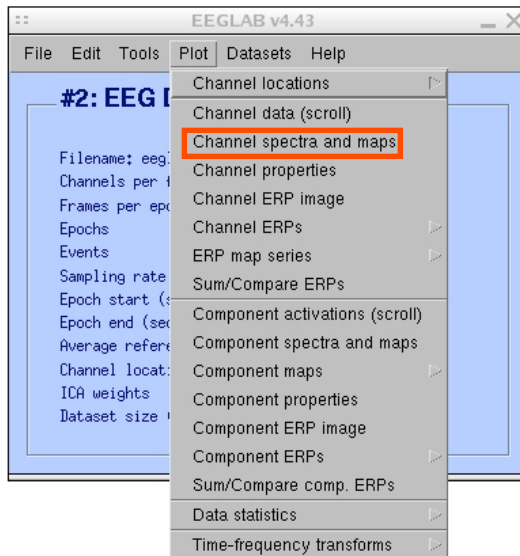 EEGLAB v4.43
File Edit Tools Plot Datasets Help
#2: EEG
Filename: eegl
Channels per
Frames per epo
Epochs
Events
Sampling rate
Epoch start (s
Epoch end (sec
Average refere
Channel locat
ICA weights
Dataset size
Channel locations
Channel data (scroll)
Channel spectra and maps
Channel properties
Channel ERP image
Channel ERPs
ERP map series
Sum/Compare ERPs
Component activations (scroll)
Component spectra and maps
Component maps
Component properties
Component ERP image
Component ERPs
Sum/Compare comp. ERPs
Data statistics
Time-frequency transforms